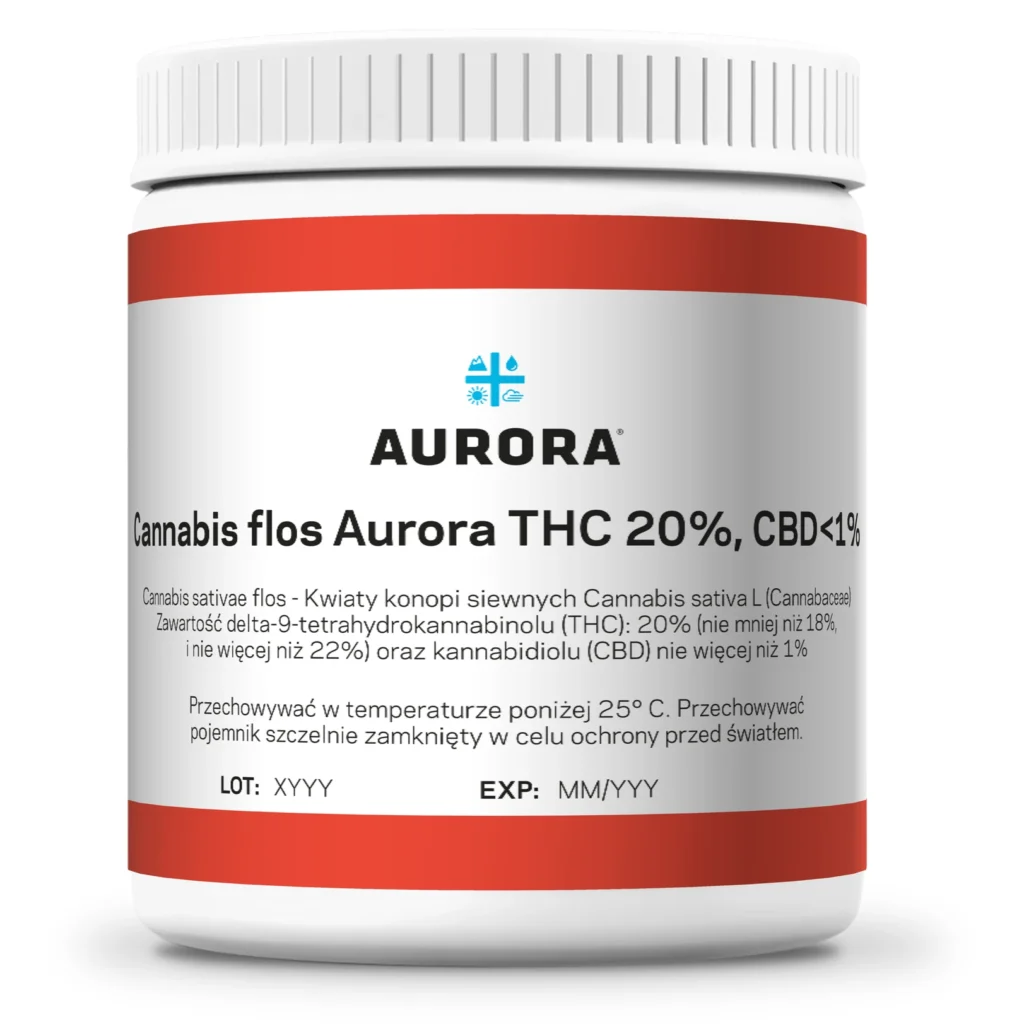 AURORA®
Cannabis flos Aurora THC 20%, CBD<1%
Cannabis sativae flos - Kwiaty konopi siewnych Cannabis sativa L (Cannabaceae)
Zawartość delta-9-tetrahydrokannabinolu (THC): 20% (nie mniej niż 18%,
i nie więcej niż 22%) oraz kannabidiolu (CBD) nie więcej niż 1%
Przechowywać w temperaturze poniżej 25° C. Przechowywać
pojemnik szczelnie zamknięty w celu ochrony przed światłem.
LOT: XYYY EXP: MM/YYY